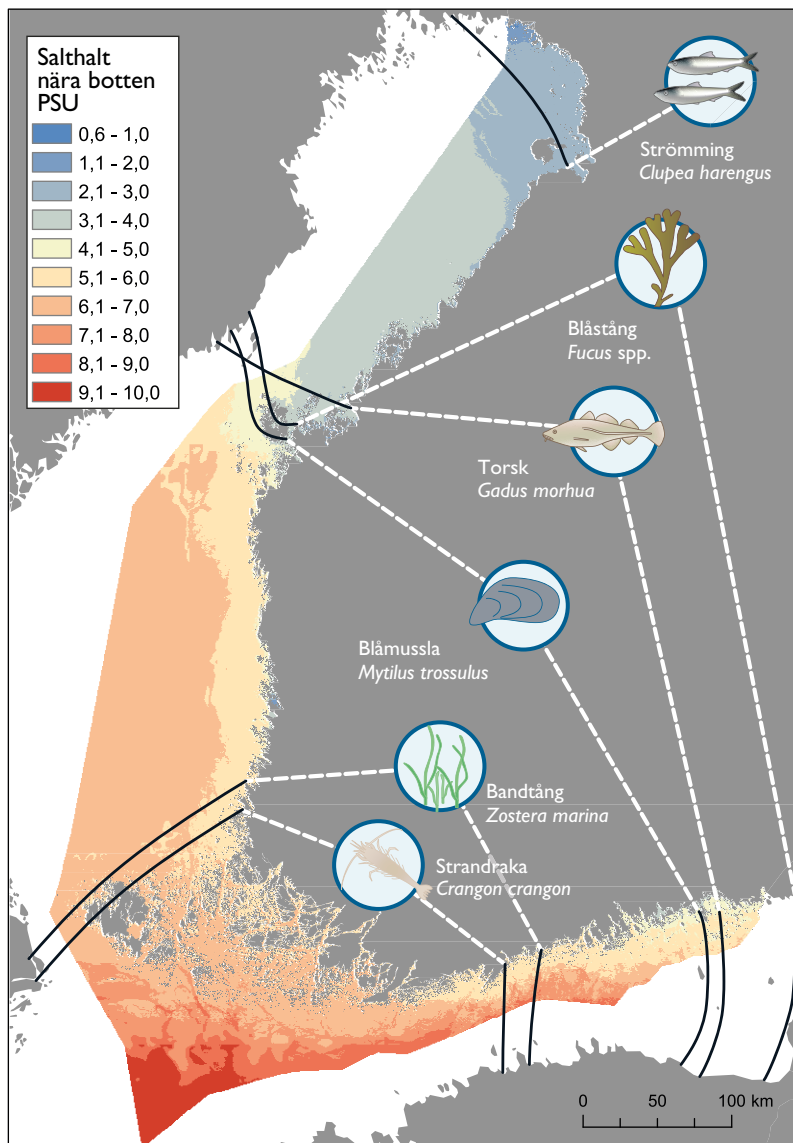 Salthalt
nära botten
PSU
0,6 - 1,0
1,1 - 2,0
2,1 - 3,0
3,1 - 4,0
4,1 - 5,0
5,1 - 6,0
6,1 - 7,0
7,1 - 8,0
8,1 - 9,0
9,1 - 10,0
Strömming
Clupea harengus
Blåstång
Fucus spp.
Torsk
Gadus morhua
Blåmussla
Mytilus trossulus
Bandtång
Zostera marina
Strandraka
Crangon crangon
0 50 100 km